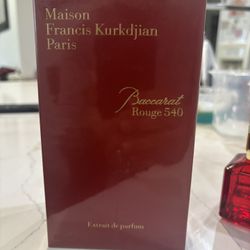 Maison
Francis Kurkdjian
Paris
Baccarat
Rouge 540
Extrait de parfum